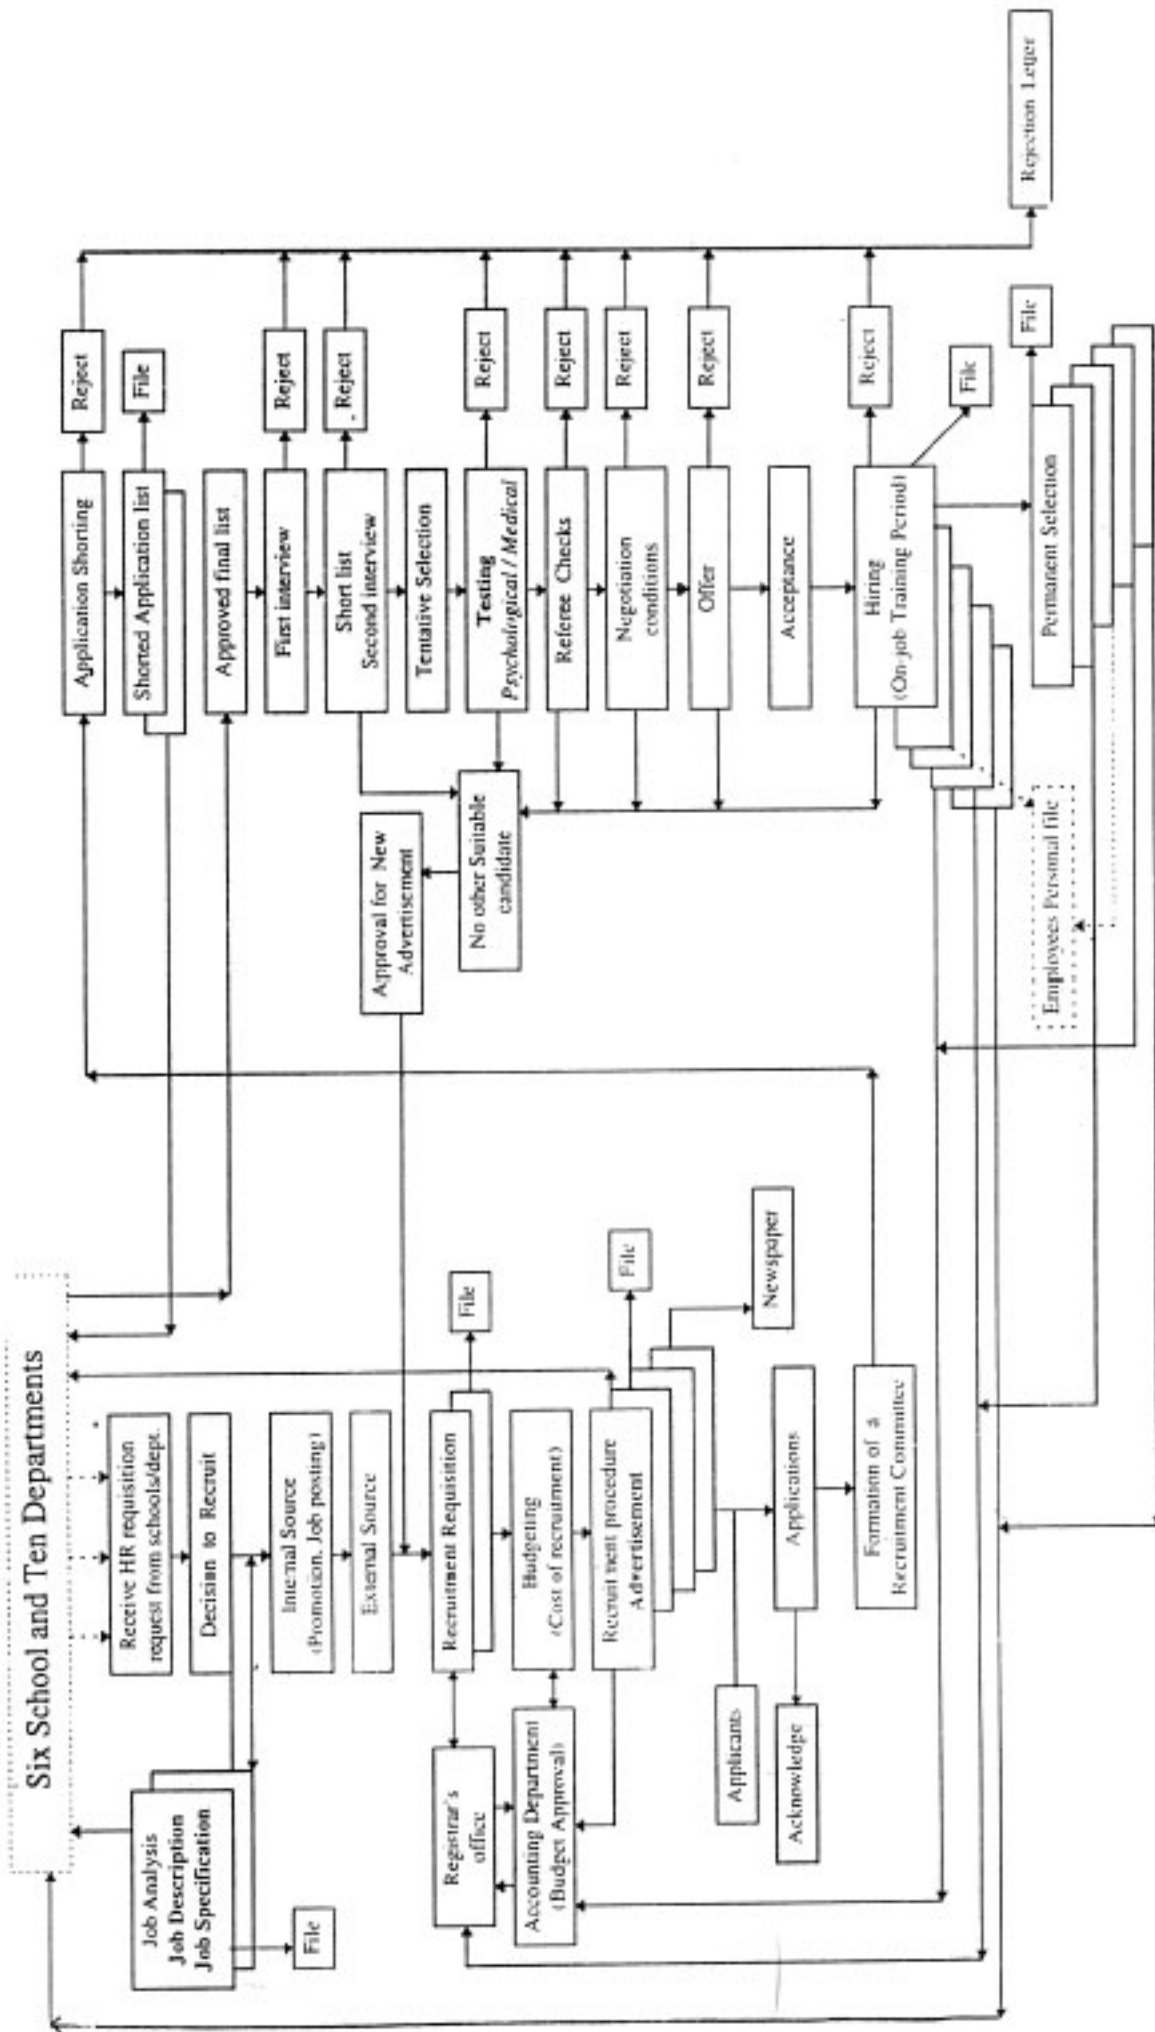 Six School and Ten Departments
Job Analysis
Job Description
Job Specification
File
Receive HR requisition
request from schools/dept.
Decision to Recruit
Internal Source
(Promotion, Job posting)
External Source
Registrar's
office
Recruitment Requisition
File
Accounting Department
(Budget Approval)
Budgeting
(Cost of recruitment)
Recruitment procedure
Advertisement
File
Newspaper
Applicants
Applications
Acknowledge
Formation of a
Recruitment Committee
Application Shorting
Reject
Shorted Application list
File
Approved final list
First interview
Reject
Short list
Second interview
Reject
Tentative Selection
Approval for New
Advertisement
No other Suitable
candidate
Testing
Psychological / Medical
Reject
Referee Checks
Reject
Negotiation
conditions
Reject
Offer
Reject
Acceptance
Hiring
(On-job Training Period)
Reject
File
Employees Personal file
Permanent Selection
File
Rejection Letter